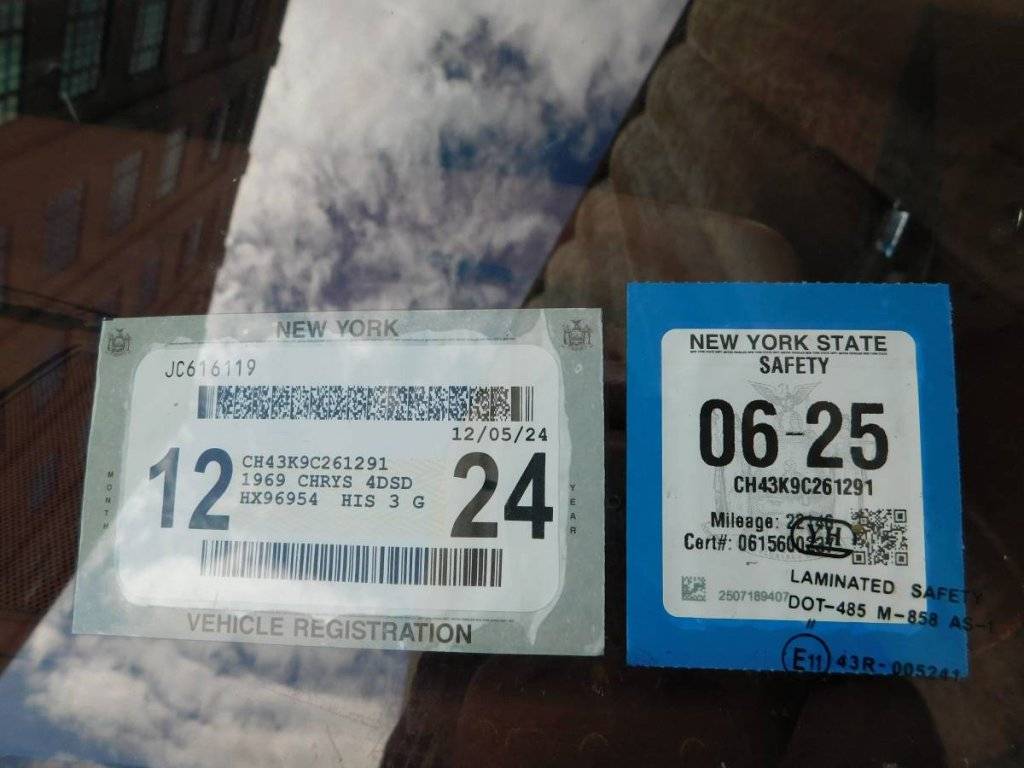 NEW YORK
JC616119
12/05/24
12
CH43K9C261291
1969 CHRYS 4DSD
HX96954 HIS 3 G
24
MONTH
YEAR
VEHICLE REGISTRATION
NEW YORK STATE
SAFETY
06-25
CH43K9C261291
Mileage:
Cert#:
LH
2507189407
LAMINATED SAFETY
DOT-485 M-858 AS-1
"
E11 43R-005241